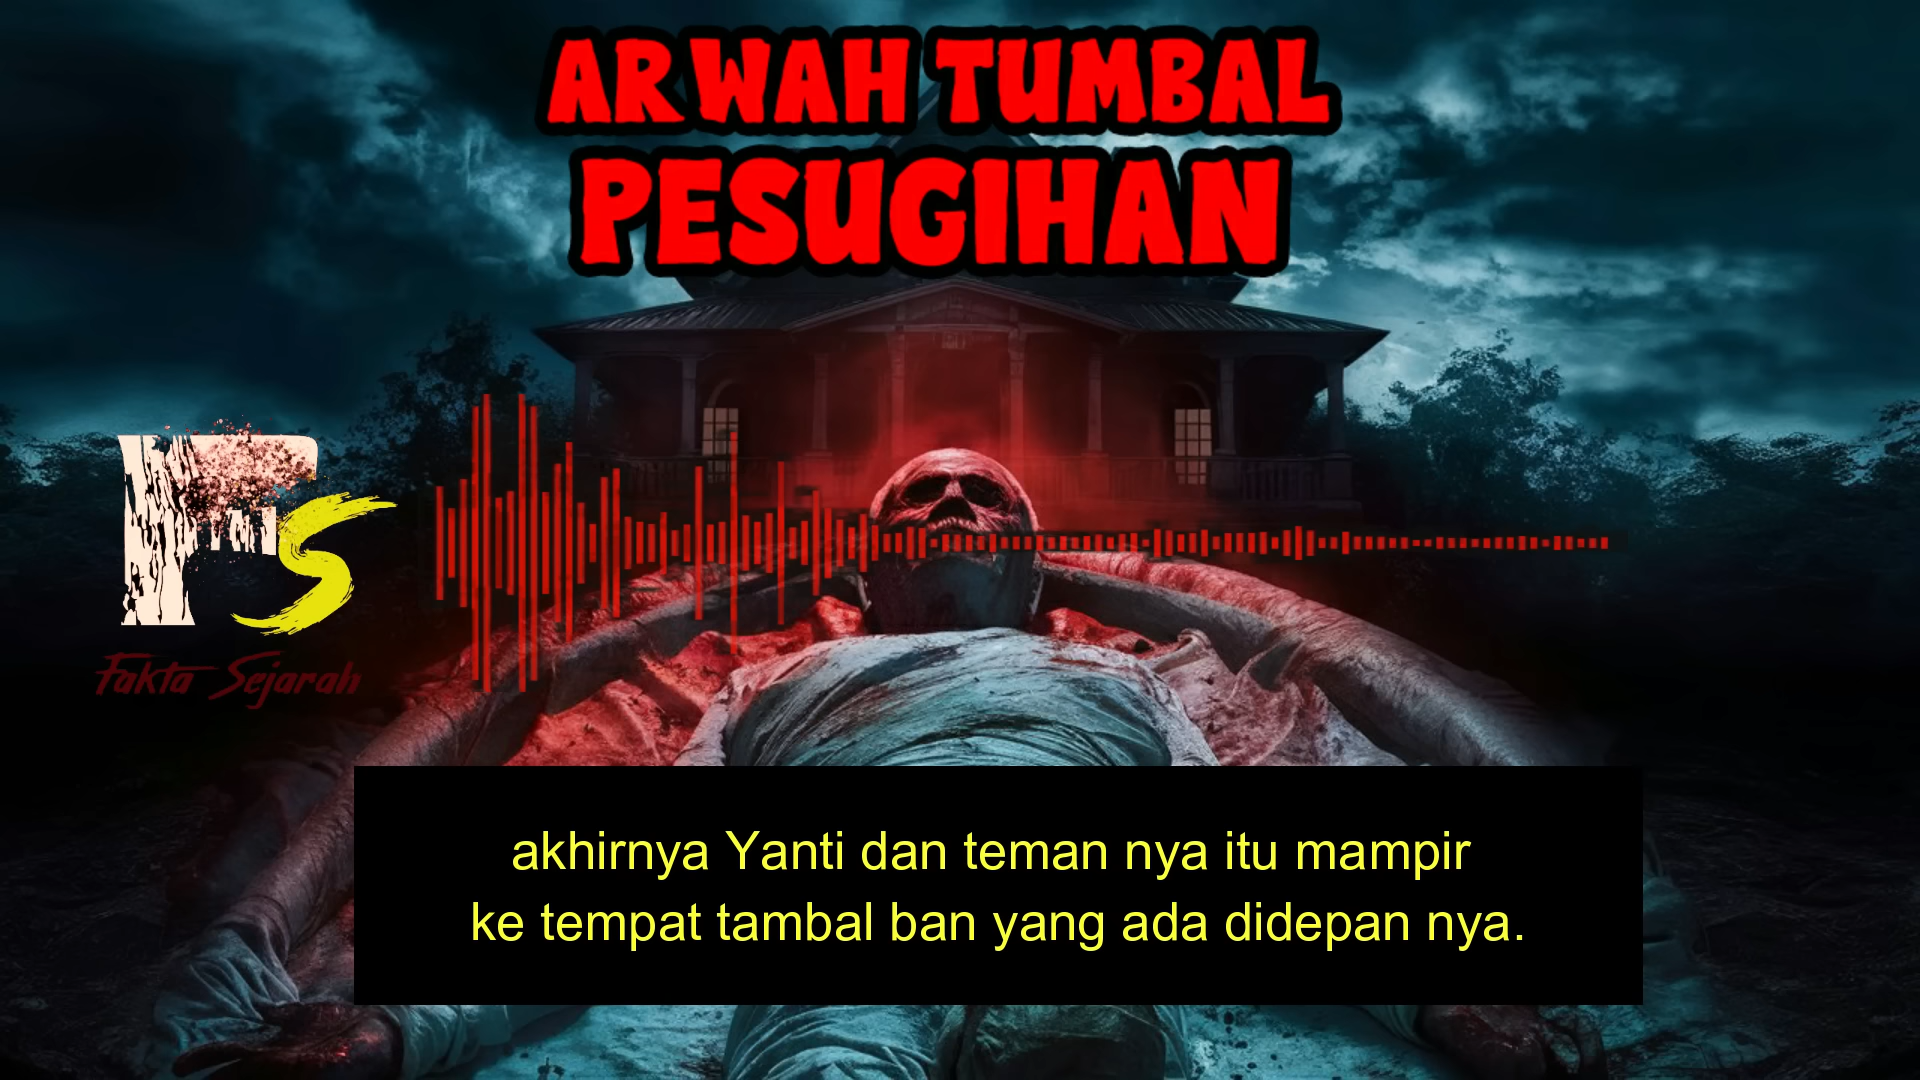 ARWAH TUMBAL
PESUGIHAN
FS
Fakta Sejarah
akhirnya Yanti dan teman nya itu mampir
ke tempat tambal ban yang ada didepan nya.